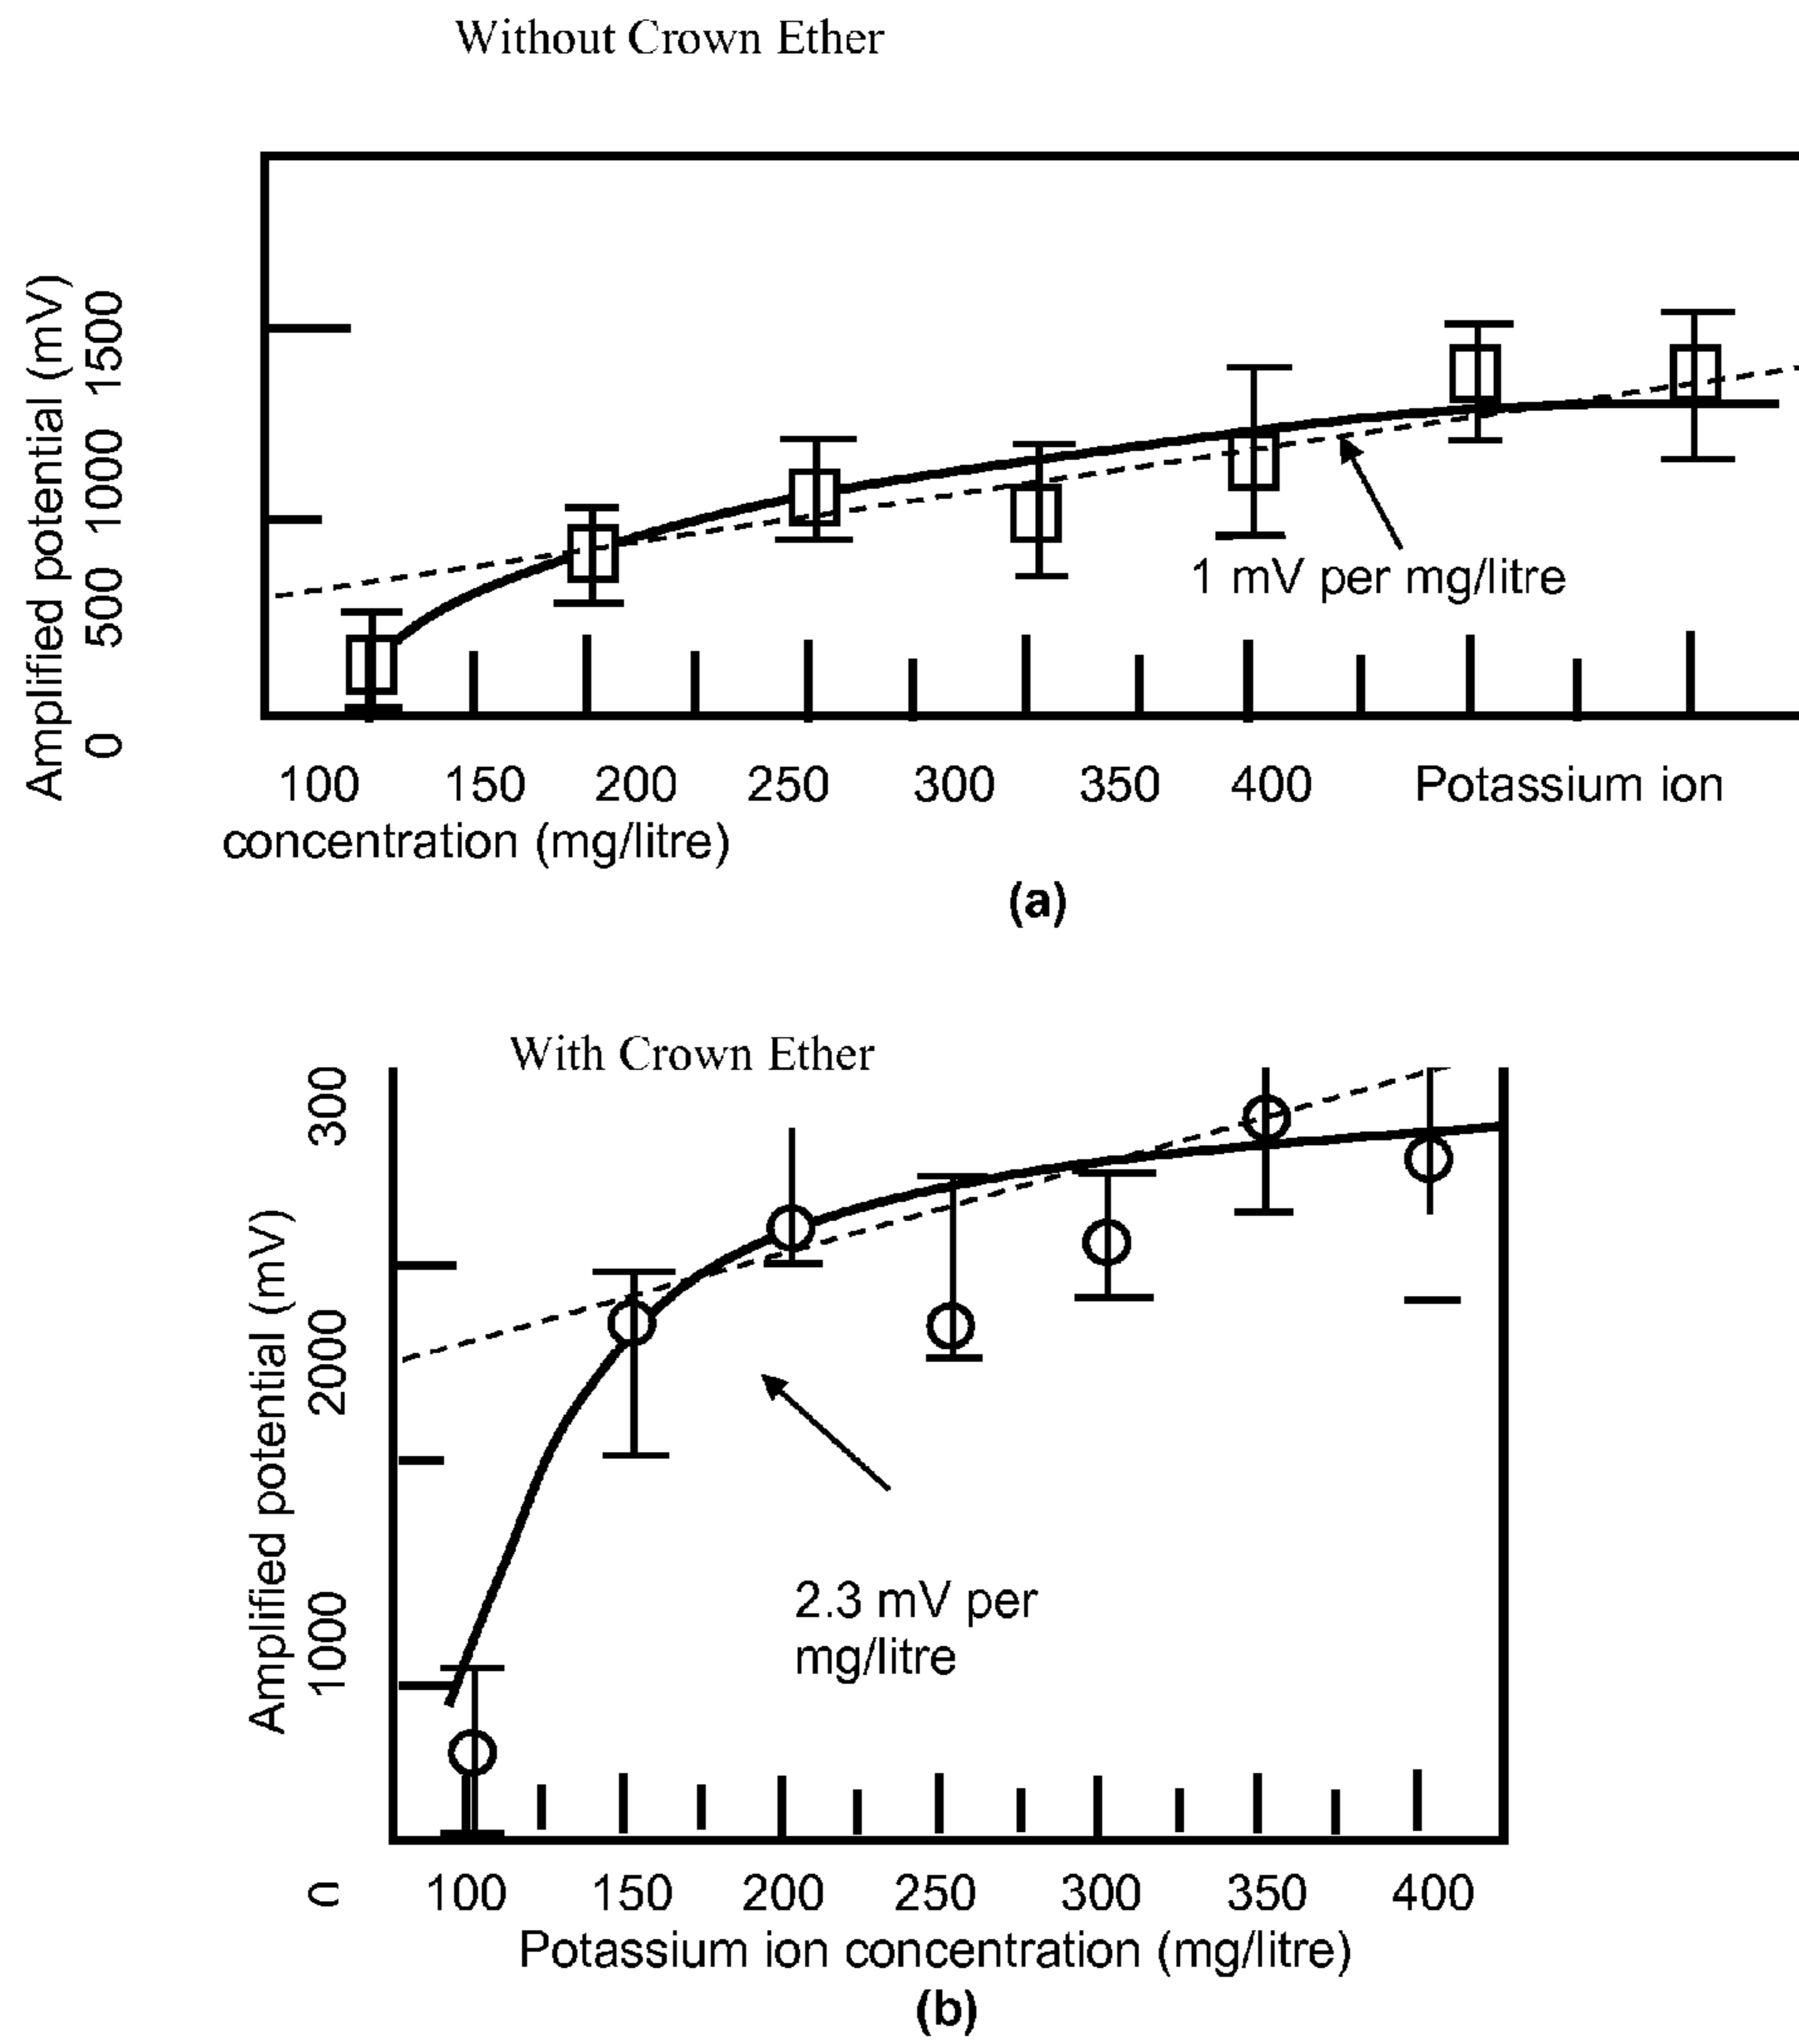 Without Crown Ether
Amplified potential (mV)
0 500 1000 1500
1 mV per mg/litre
100 150 200 250 300 350 400 Potassium ion
concentration (mg/litre)
(a)
With Crown Ether
Amplified potential (mV)
1000 2000 300
2.3 mV per
mg/litre
100 150 200 250 300 350 400
Potassium ion concentration (mg/litre)
(b)